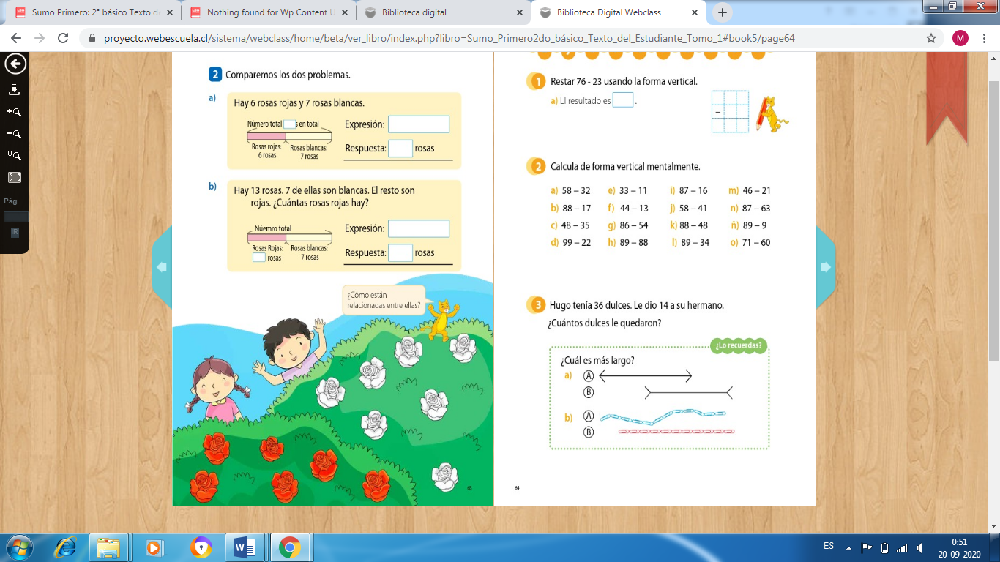 Sumo Primero: 2° básico Texto d
Nothing found for Wp Content U
Biblioteca digital
Biblioteca Digital Webclass
proyecto.webescuela.cl/sistema/webclass/home/beta/ver_libro/index.php?libro=Sumo_Primero2do_básico_Texto_del_Estudiante_Tomo_1#book5/page64
M
Pág.
IR
2 Comparemos los dos problemas.
a)
Hay 6 rosas rojas y 7 rosas blancas.
Número total s en total
Rosas rojas:
6 rosas
Rosas blancas:
7 rosas
Expresión:
Respuesta: rosas
b)
Hay 13 rosas. 7 de ellas son blancas. El resto son
rojas. ¿Cuántas rosas rojas hay?
Núemro total
Rosas Rojas:
rosas
Rosas blancas:
7 rosas
Expresión:
Respuesta: rosas
¿Cómo están
relacionadas entre ellas?
63
1 Restar 76 - 23 usando la forma vertical.
a) El resultado es .
–
2 Calcula de forma vertical mentalmente.
a) 58 – 32 e) 33 – 11 i) 87 – 16 m) 46 – 21
b) 88 – 17 f) 44 – 13 j) 58 – 41 n) 87 – 63
c) 48 – 35 g) 86 – 54 k) 88 – 48 ñ) 89 – 9
d) 99 – 22 h) 89 – 88 l) 89 – 34 o) 71 – 60
3 Hugo tenía 36 dulces. Le dio 14 a su hermano.
¿Cuántos dulces le quedaron?
¿Lo recuerdas?
¿Cuál es más largo?
a) A
B
b) A
B
64
ES
0:51
20-09-2020